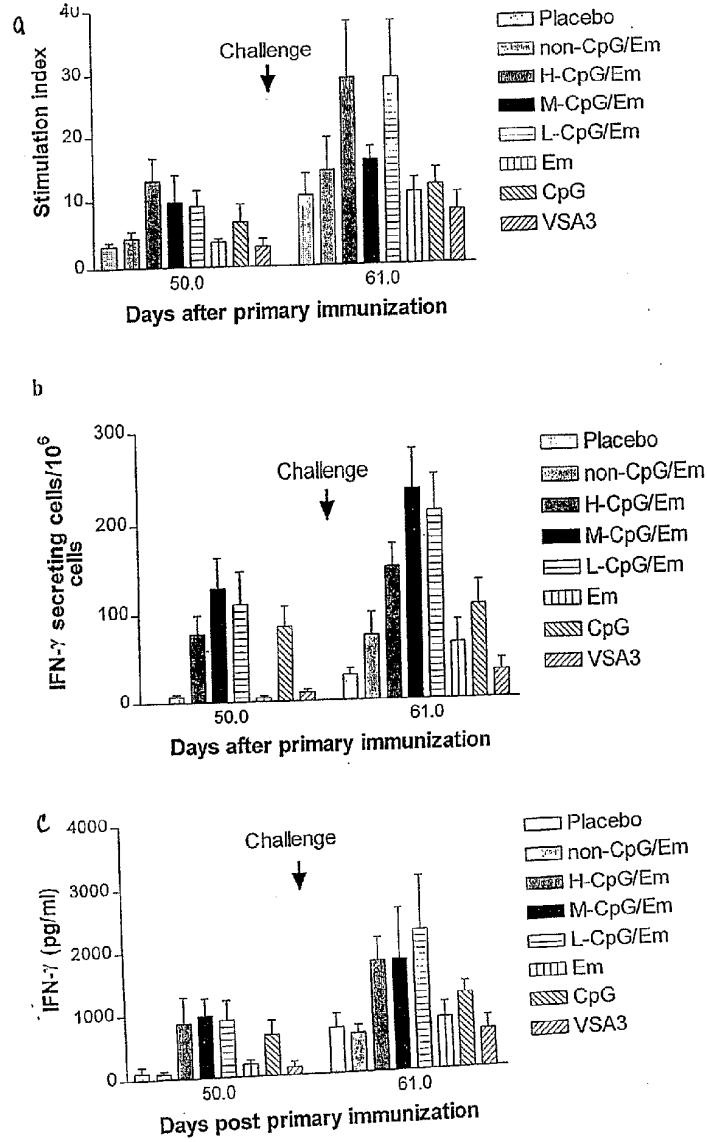 a
40
30
20
10
0
Stimulation index
Challenge
Placebo
non-CpG/Em
H-CpG/Em
M-CpG/Em
L-CpG/Em
Em
CpG
VSA3
50.0
61.0
Days after primary immunization
b
300
200
100
0
IFN-γ secreting cells/10⁶
cells
Challenge
Placebo
non-CpG/Em
H-CpG/Em
M-CpG/Em
L-CpG/Em
Em
CpG
VSA3
50.0
61.0
Days after primary immunization
c
4000
3000
2000
1000
0
IFN-γ (pg/ml)
Challenge
Placebo
non-CpG/Em
H-CpG/Em
M-CpG/Em
L-CpG/Em
Em
CpG
VSA3
50.0
61.0
Days post primary immunization